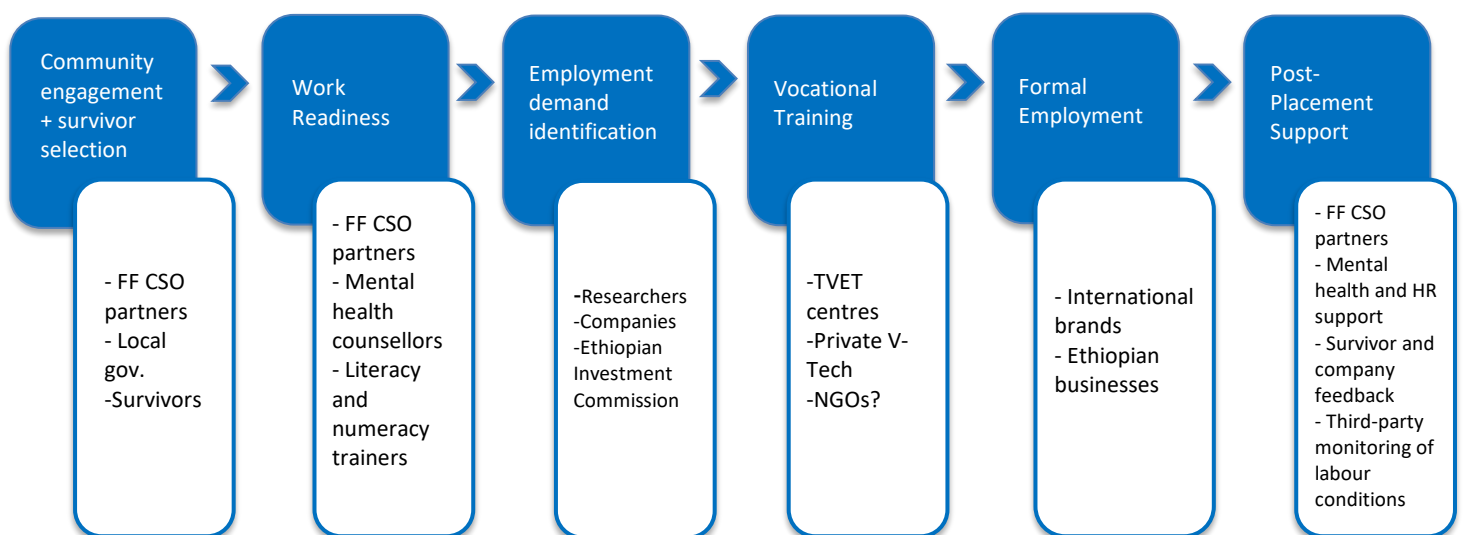 Community
engagement
+ survivor
selection
- FF CSO
partners
- Local
gov.
-Survivors
Work
Readiness
- FF CSO
partners
- Mental
health
counsellors
- Literacy
and
numeracy
trainers
Employment
demand
identification
-Researchers
-Companies
-Ethiopian
Investment
Commission
Vocational
Training
-TVET
centres
-Private V-
Tech
-NGOs?
Formal
Employment
- International
brands
- Ethiopian
businesses
Post-
Placement
Support
- FF CSO
partners
- Mental
health and HR
support
- Survivor and
company
feedback
- Third-party
monitoring of
labour
conditions